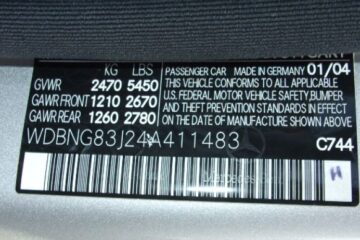 KG LBS
GVWR 2470 5450
GAWR FRONT 1210 2670
GAWR REAR 1260 2780
PASSENGER CAR MADE IN GERMANY 01/04
THIS VEHICLE CONFORMS TO ALL APPLICABLE
U.S. FEDERAL MOTOR VEHICLE SAFETY, BUMPER
AND THEFT PREVENTION STANDARDS IN EFFECT
ON THE DATE OF MANUFACTURE SHOWN ABOVE
WDBNG83J24A411483
C744